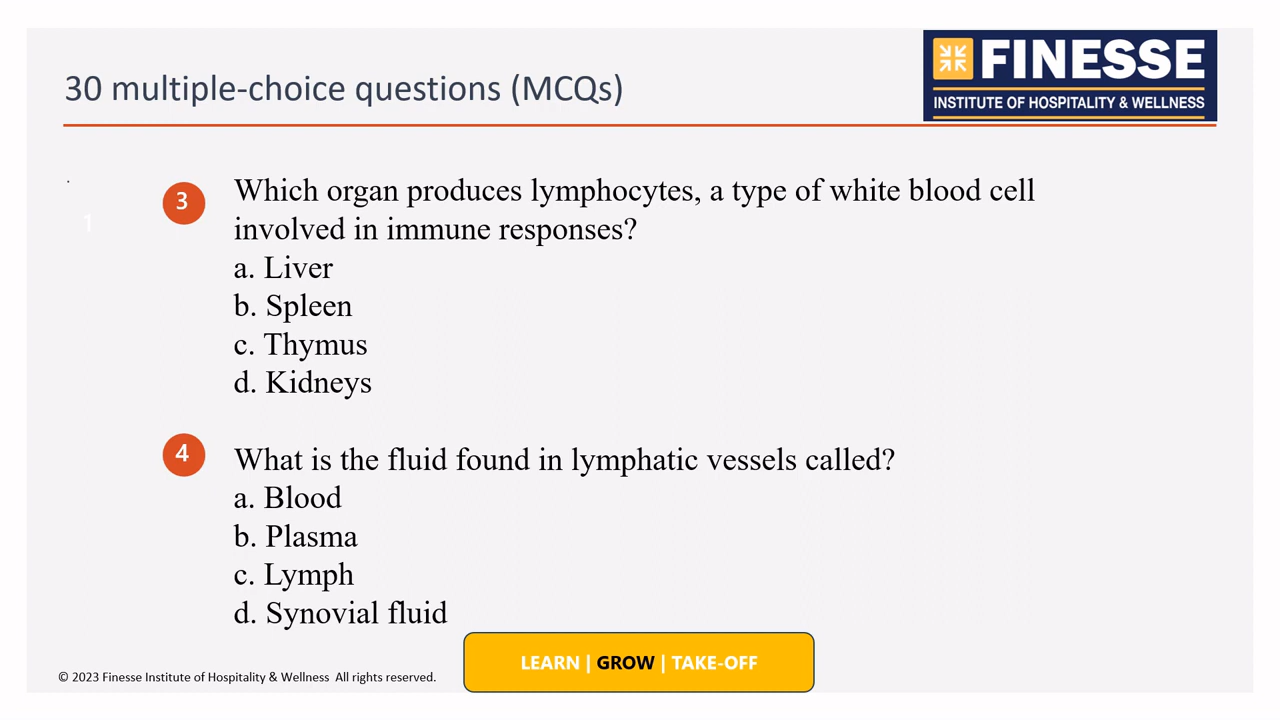 30 multiple-choice questions (MCQs)
FINESSE
INSTITUTE OF HOSPITALITY & WELLNESS
.
1
3
Which organ produces lymphocytes, a type of white blood cell
involved in immune responses?
a. Liver
b. Spleen
c. Thymus
d. Kidneys
4
What is the fluid found in lymphatic vessels called?
a. Blood
b. Plasma
c. Lymph
d. Synovial fluid
LEARN | GROW | TAKE-OFF
© 2023 Finesse Institute of Hospitality & Wellness All rights reserved.